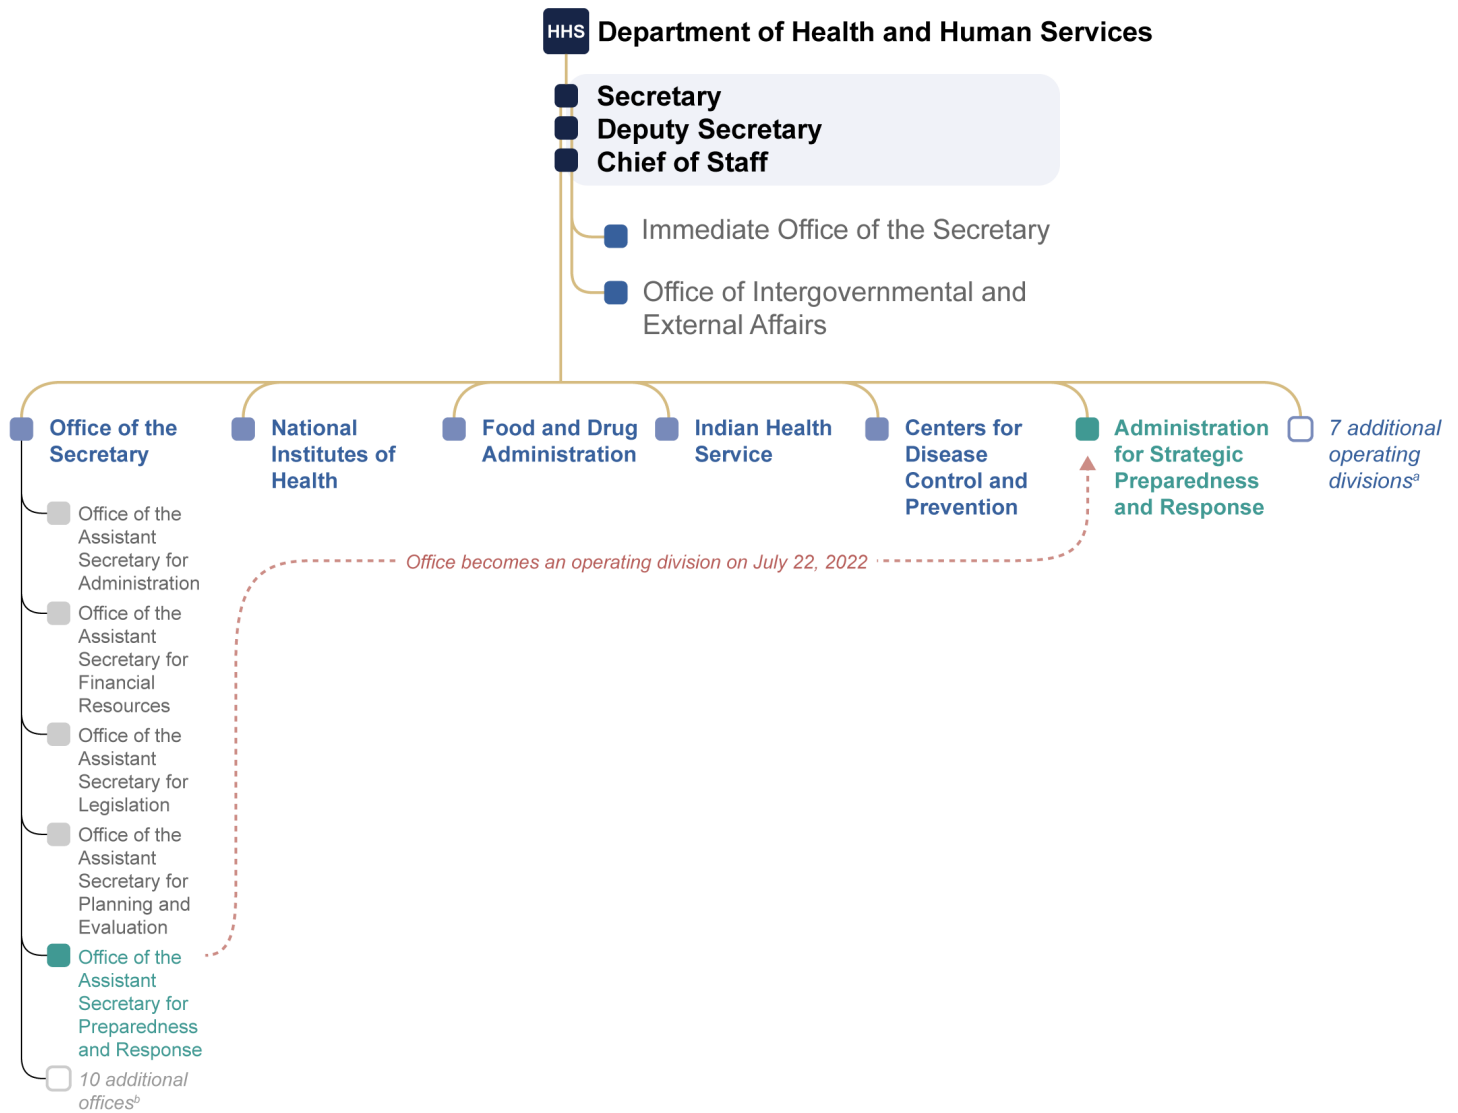 HHS Department of Health and Human Services
Secretary
Deputy Secretary
Chief of Staff
Immediate Office of the Secretary
Office of Intergovernmental and
External Affairs
Office of the
Secretary
National
Institutes of
Health
Food and Drug
Administration
Indian Health
Service
Centers for
Disease
Control and
Prevention
Administration
for Strategic
Preparedness
and Response
7 additional
operating
divisionsᵃ
Office of the
Assistant
Secretary for
Administration
Office becomes an operating division on July 22, 2022
Office of the
Assistant
Secretary for
Financial
Resources
Office of the
Assistant
Secretary for
Legislation
Office of the
Assistant
Secretary for
Planning and
Evaluation
Office of the
Assistant
Secretary for
Preparedness
and Response
10 additional
officesᵇ